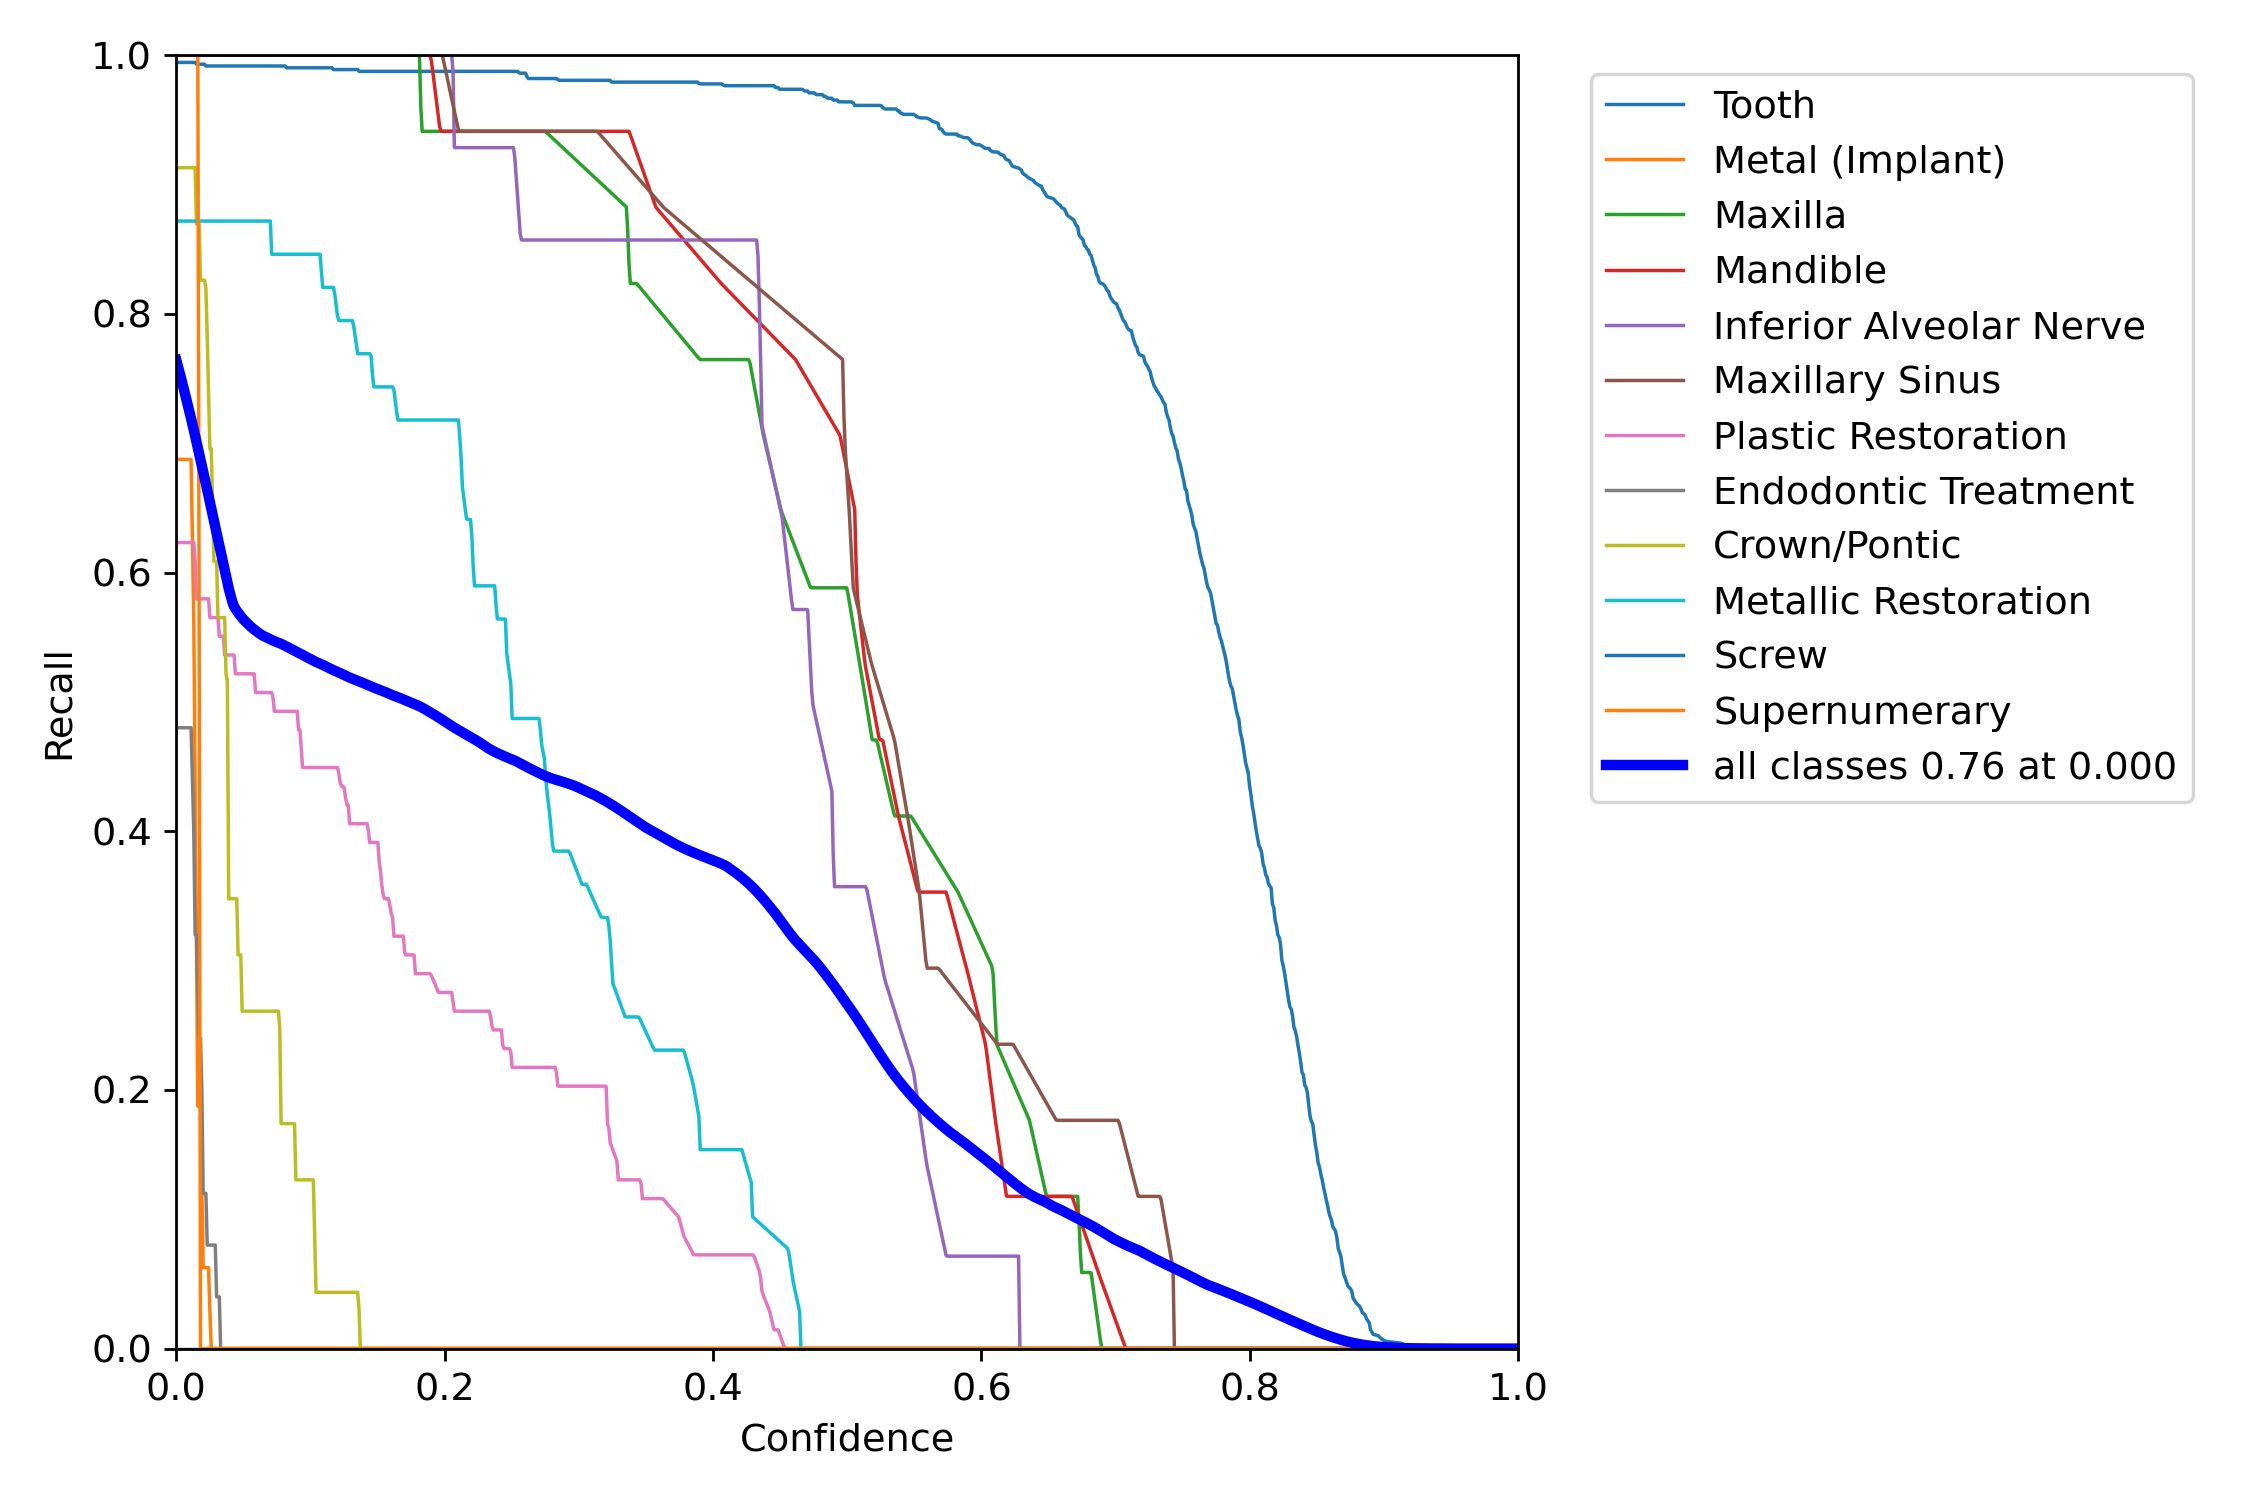 1.0
0.8
0.6
0.4
0.2
0.0
Recall
0.0 0.2 0.4 0.6 0.8 1.0
Confidence
Tooth
Metal (Implant)
Maxilla
Mandible
Inferior Alveolar Nerve
Maxillary Sinus
Plastic Restoration
Endodontic Treatment
Crown/Pontic
Metallic Restoration
Screw
Supernumerary
all classes 0.76 at 0.000